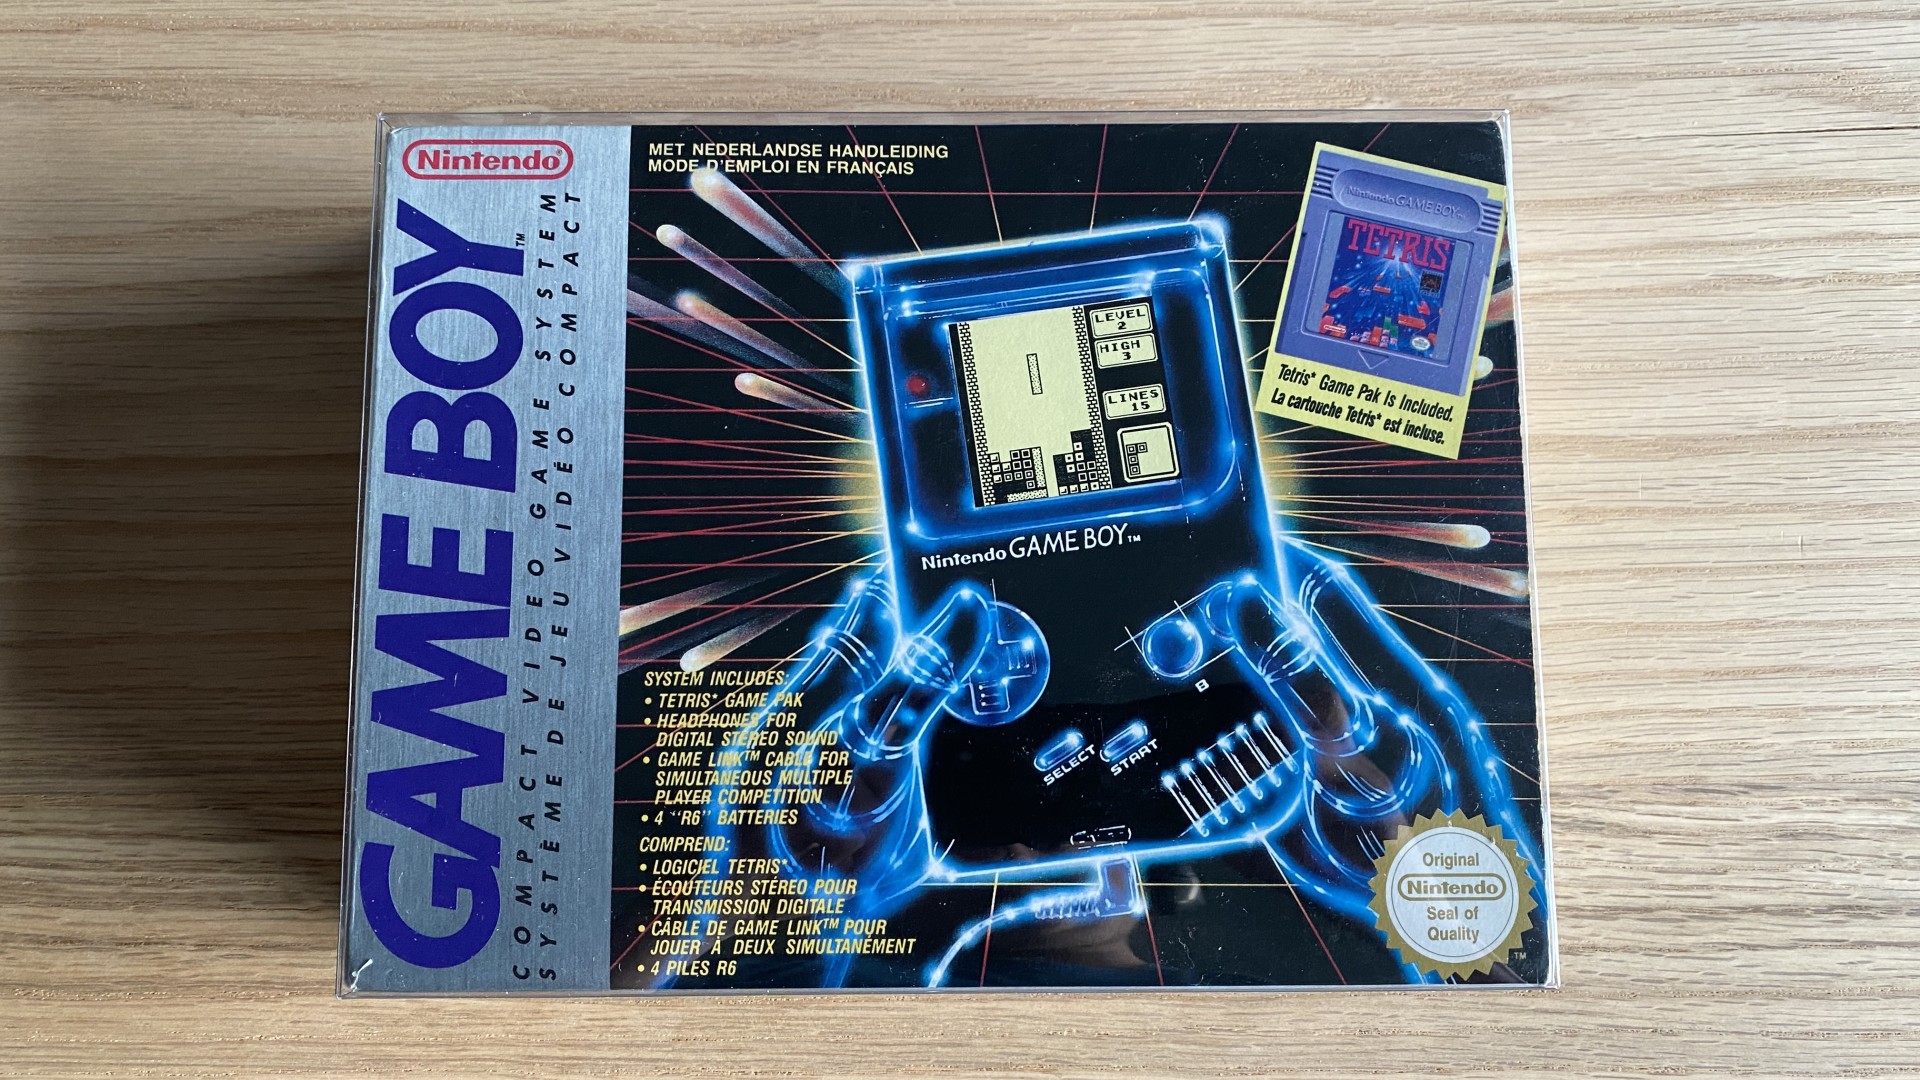 Nintendo®
GAME BOY™
COMPACT VIDEO GAME SYSTEM
SYSTÈME DE JEU VIDÉO COMPACT
MET NEDERLANDSE HANDLEIDING
MODE D'EMPLOI EN FRANÇAIS
Nintendo GAME BOY
TETRIS
Tetris* Game Pak Is Included.
La cartouche Tetris* est incluse.
LEVEL
2
HIGH
3
LINES
15
Nintendo GAME BOY™
B
SELECT
START
SYSTEM INCLUDES:
• TETRIS* GAME PAK
• HEADPHONES FOR
DIGITAL STEREO SOUND
• GAME LINK™ CABLE FOR
SIMULTANEOUS MULTIPLE
PLAYER COMPETITION
• 4 "R6" BATTERIES
COMPREND:
• LOGICIEL TETRIS*
• ÉCOUTEURS STÉREO POUR
TRANSMISSION DIGITALE
• CÂBLE DE GAME LINK™ POUR
JOUER À DEUX SIMULTANÉMENT
• 4 PILES R6
Original
Nintendo
Seal of
Quality
™